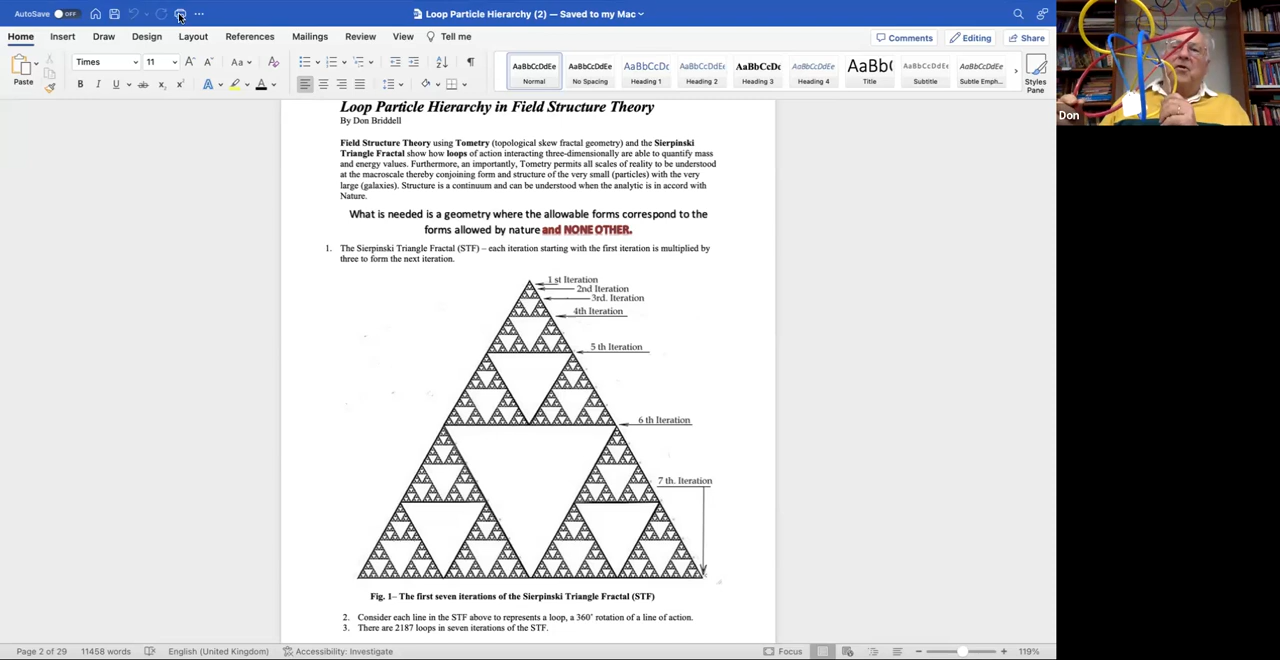 AutoSave OFF Loop Particle Hierarchy (2) — Saved to my Mac
Home Insert Draw Design Layout References Mailings Review View Tell me Comments Editing Share
Paste Times 11 Aa
AaBbCcDdEe AaBbCcDdEe AaBbCcDc AaBbCcDdEe AaBbCcDc AaBbCcDdEe AaBb( AaBbCcDdEe AaBbCcDdEe
Normal No Spacing Heading 1 Heading 2 Heading 3 Heading 4 Title Subtitle Subtle Emph... Styles Pane
Don
Loop Particle Hierarchy in Field Structure Theory
By Don Briddell
Field Structure Theory using Tometry (topological skew fractal geometry) and the Sierpinski
Triangle Fractal show how loops of action interacting three-dimensionally are able to quantify mass
and energy values. Furthermore, an importantly, Tometry permits all scales of reality to be understood
at the macroscale thereby conjoining form and structure of the very small (particles) with the very
large (galaxies). Structure is a continuum and can be understood when the analytic is in accord with
Nature.
What is needed is a geometry where the allowable forms correspond to the
forms allowed by nature and NONE OTHER.
1. The Sierpinski Triangle Fractal (STF) – each iteration starting with the first iteration is multiplied by
three to form the next iteration.
1 st Iteration
2nd Iteration
3rd. Iteration
4th Iteration
5 th Iteration
6 th Iteration
7 th. Iteration
Fig. 1– The first seven iterations of the Sierpinski Triangle Fractal (STF)
2. Consider each line in the STF above to represents a loop, a 360° rotation of a line of action.
3. There are 2187 loops in seven iterations of the STF.
Page 2 of 29 11458 words English (United Kingdom) Accessibility: Investigate Focus 119%